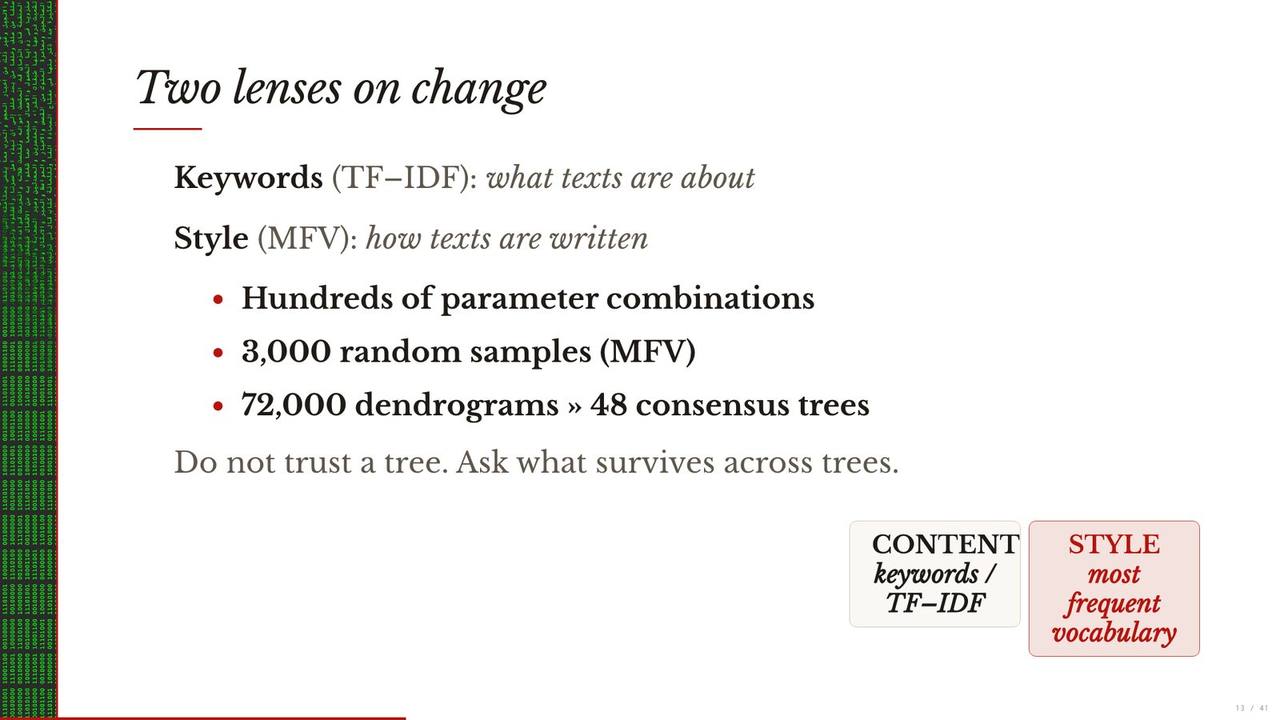 Two lenses on change
Keywords (TF–IDF): what texts are about
Style (MFV): how texts are written
• Hundreds of parameter combinations
• 3,000 random samples (MFV)
• 72,000 dendrograms » 48 consensus trees
Do not trust a tree. Ask what survives across trees.
CONTENT
keywords /
TF–IDF
STYLE
most
frequent
vocabulary
13 / 41